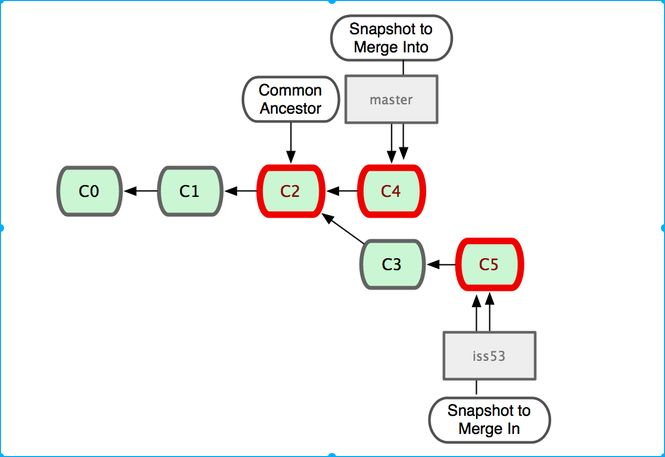 Snapshot to
Merge Into
Common
Ancestor
master
C0
C1
C2
C4
C3
C5
iss53
Snapshot to
Merge In